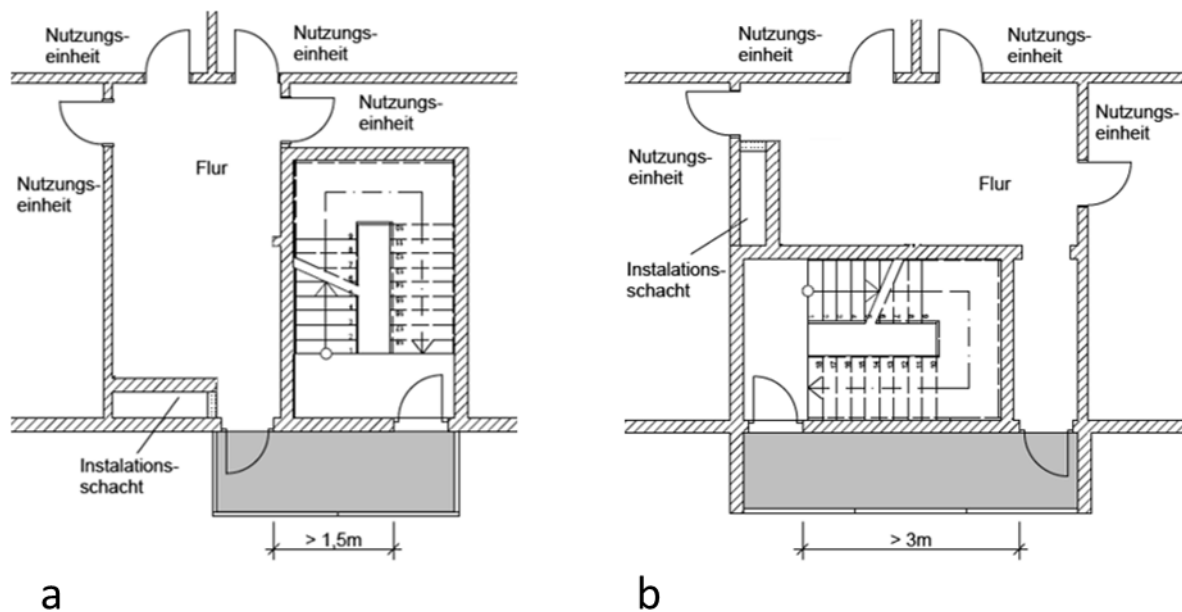 Nutzungs-
einheit
Nutzungs-
einheit
Nutzungs-
einheit
Flur
Nutzungs-
einheit
Instalations-
schacht
> 1,5m
a
Nutzungs-
einheit
Nutzungs-
einheit
Nutzungs-
einheit
Nutzungs-
einheit
Flur
Instalations-
schacht
> 3m
b